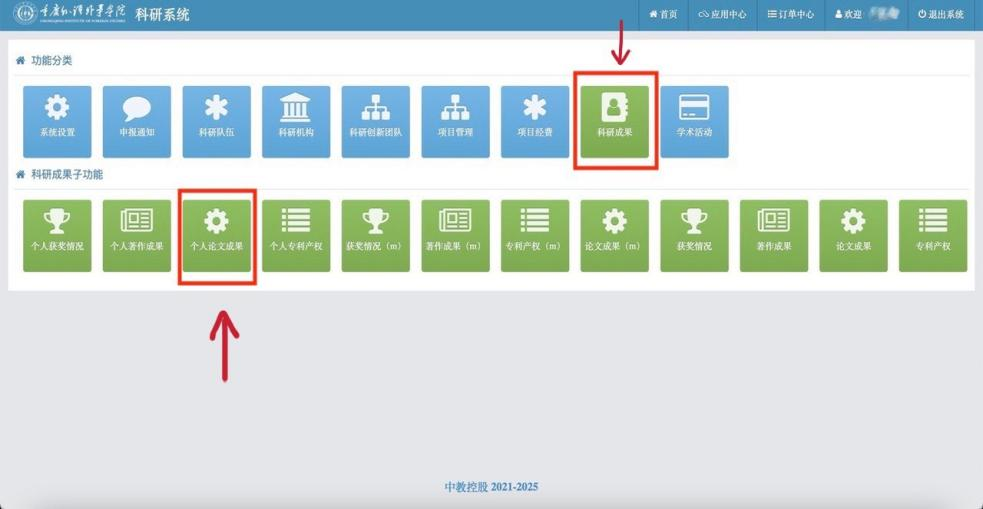 重庆外语外事学院
CHONGQING INSTITUTE OF FOREIGN STUDIES
科研系统
首页
应用中心
订单中心
欢迎
退出系统
功能分类
系统设置
申报通知
科研队伍
科研机构
科研创新团队
项目管理
项目经费
科研成果
学术活动
科研成果子功能
个人获奖情况
个人著作成果
个人论文成果
个人专利产权
获奖情况（m）
著作成果（m）
专利产权（m）
论文成果（m）
获奖情况
著作成果
论文成果
专利产权
中教控股 2021-2025